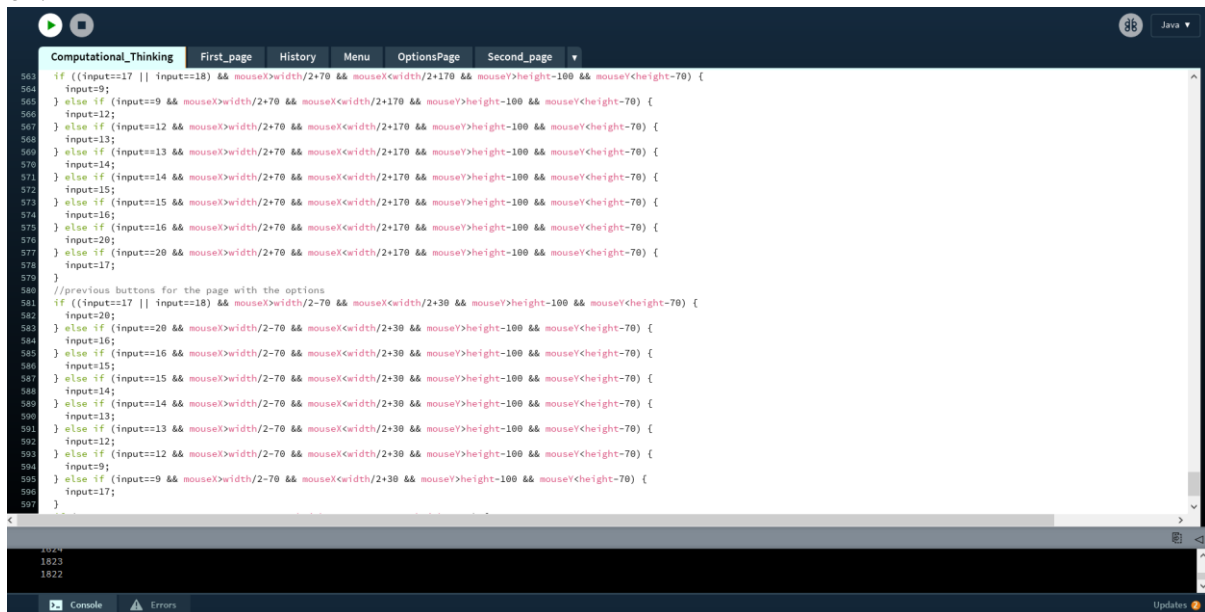 Java ▼
Computational_Thinking First_page History Menu OptionsPage Second_page ▼
563 if ((input==17 || input==18) && mouseX>width/2+70 && mouseX<width/2+170 && mouseY>height-100 && mouseY<height-70) {
564 input=9;
565 } else if (input==9 && mouseX>width/2+70 && mouseX<width/2+170 && mouseY>height-100 && mouseY<height-70) {
566 input=12;
567 } else if (input==12 && mouseX>width/2+70 && mouseX<width/2+170 && mouseY>height-100 && mouseY<height-70) {
568 input=13;
569 } else if (input==13 && mouseX>width/2+70 && mouseX<width/2+170 && mouseY>height-100 && mouseY<height-70) {
570 input=14;
571 } else if (input==14 && mouseX>width/2+70 && mouseX<width/2+170 && mouseY>height-100 && mouseY<height-70) {
572 input=15;
573 } else if (input==15 && mouseX>width/2+70 && mouseX<width/2+170 && mouseY>height-100 && mouseY<height-70) {
574 input=16;
575 } else if (input==16 && mouseX>width/2+70 && mouseX<width/2+170 && mouseY>height-100 && mouseY<height-70) {
576 input=20;
577 } else if (input==20 && mouseX>width/2+70 && mouseX<width/2+170 && mouseY>height-100 && mouseY<height-70) {
578 input=17;
579 }
580 //previous buttons for the page with the options
581 if ((input==17 || input==18) && mouseX>width/2-70 && mouseX<width/2+30 && mouseY>height-100 && mouseY<height-70) {
582 input=20;
583 } else if (input==20 && mouseX>width/2-70 && mouseX<width/2+30 && mouseY>height-100 && mouseY<height-70) {
584 input=16;
585 } else if (input==16 && mouseX>width/2-70 && mouseX<width/2+30 && mouseY>height-100 && mouseY<height-70) {
586 input=15;
587 } else if (input==15 && mouseX>width/2-70 && mouseX<width/2+30 && mouseY>height-100 && mouseY<height-70) {
588 input=14;
589 } else if (input==14 && mouseX>width/2-70 && mouseX<width/2+30 && mouseY>height-100 && mouseY<height-70) {
590 input=13;
591 } else if (input==13 && mouseX>width/2-70 && mouseX<width/2+30 && mouseY>height-100 && mouseY<height-70) {
592 input=12;
593 } else if (input==12 && mouseX>width/2-70 && mouseX<width/2+30 && mouseY>height-100 && mouseY<height-70) {
594 input=9;
595 } else if (input==9 && mouseX>width/2-70 && mouseX<width/2+30 && mouseY>height-100 && mouseY<height-70) {
596 input=17;
597 }
1824
1823
1822
Console Errors Updates 2